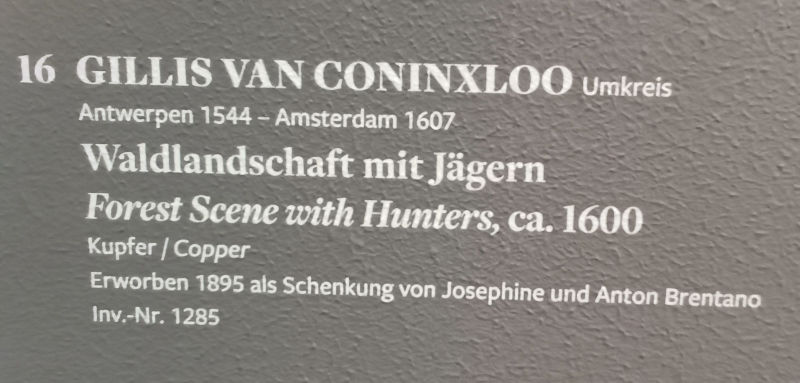 16 GILLIS VAN CONINXLOO Umkreis
Antwerpen 1544 – Amsterdam 1607
Waldlandschaft mit Jägern
Forest Scene with Hunters, ca. 1600
Kupfer / Copper
Erworben 1895 als Schenkung von Josephine und Anton Brentano
Inv.-Nr. 1285